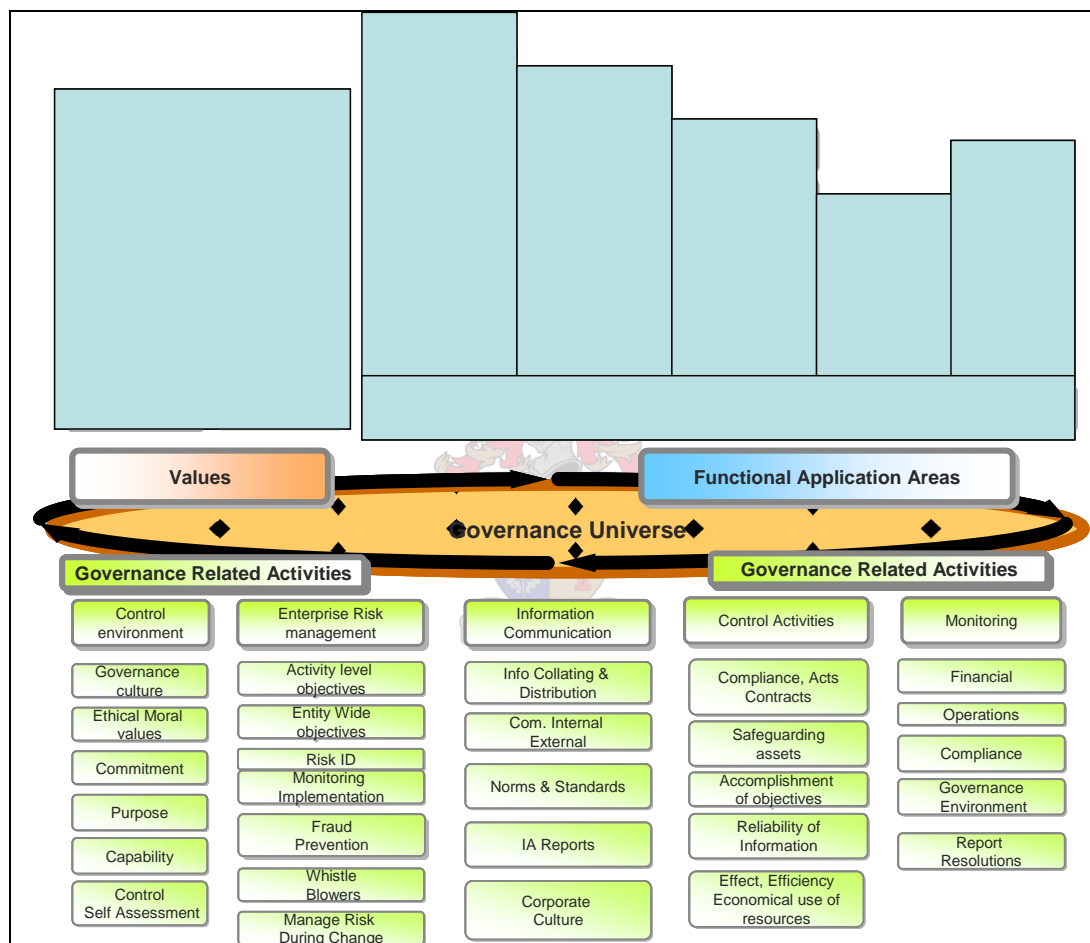 Values
Functional Application Areas
Governance Universe
Governance Related Activities
Governance Related Activities
Control
environment
Governance
culture
Ethical Moral
values
Commitment
Purpose
Capability
Control
Self Assessment
Enterprise Risk
management
Activity level
objectives
Entity Wide
objectives
Risk ID
Monitoring
Implementation
Fraud
Prevention
Whistle
Blowers
Manage Risk
During Change
Information
Communication
Info Collating &
Distribution
Com. Internal
External
Norms & Standards
IA Reports
Corporate
Culture
Control Activities
Compliance, Acts
Contracts
Safeguarding
assets
Accomplishment
of objectives
Reliability of
Information
Effect, Efficiency
Economical use of
resources
Monitoring
Financial
Operations
Compliance
Governance
Environment
Report
Resolutions